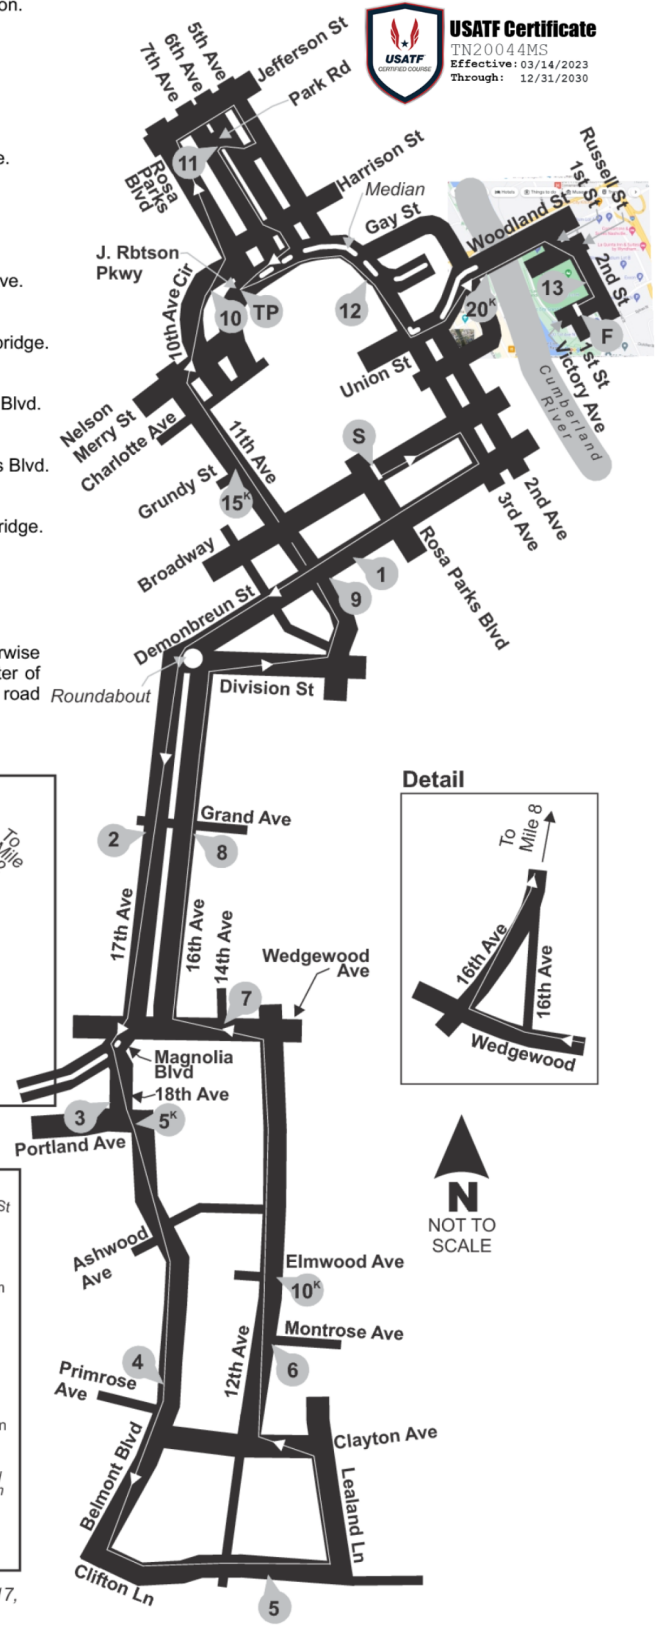 on.
e.
ve.
bridge.
Blvd.
s Blvd.
ridge.
rwise
ter of
road
To
Mile
St
n
n
n
17,
USATF
CERTIFIED COURSE
USATF Certificate
TN20044MS
Effective: 03/14/2023
Through: 12/31/2030
5th Ave
6th Ave
7th Ave
Jefferson St
Park Rd
11
Rosa
Parks
Blvd
Harrison St
Median
Gay St
Woodland St
Russell St
1st St
2nd St
J. Rbtson
Pkwy
10th Ave Cir
10
TP
12
20K
13
F
1st St
Victory Ave
Cumberland
River
Union St
Nelson
Merry St
Charlotte Ave
11th Ave
S
Grundy St
15K
Broadway
2nd Ave
3rd Ave
Rosa Parks Blvd
1
9
Demonbreun St
Roundabout
Division St
Grand Ave
2
8
17th Ave
16th Ave
14th Ave
Wedgewood
Ave
7
Magnolia
Blvd
18th Ave
3
5K
Portland Ave
Ashwood
Ave
Elmwood Ave
10K
Montrose Ave
12th Ave
6
4
Primrose
Ave
Clayton Ave
Belmont Blvd
Lealand Ln
Clifton Ln
5
Detail
To
Mile 8
16th Ave
16th Ave
Wedgewood
N
NOT TO
SCALE